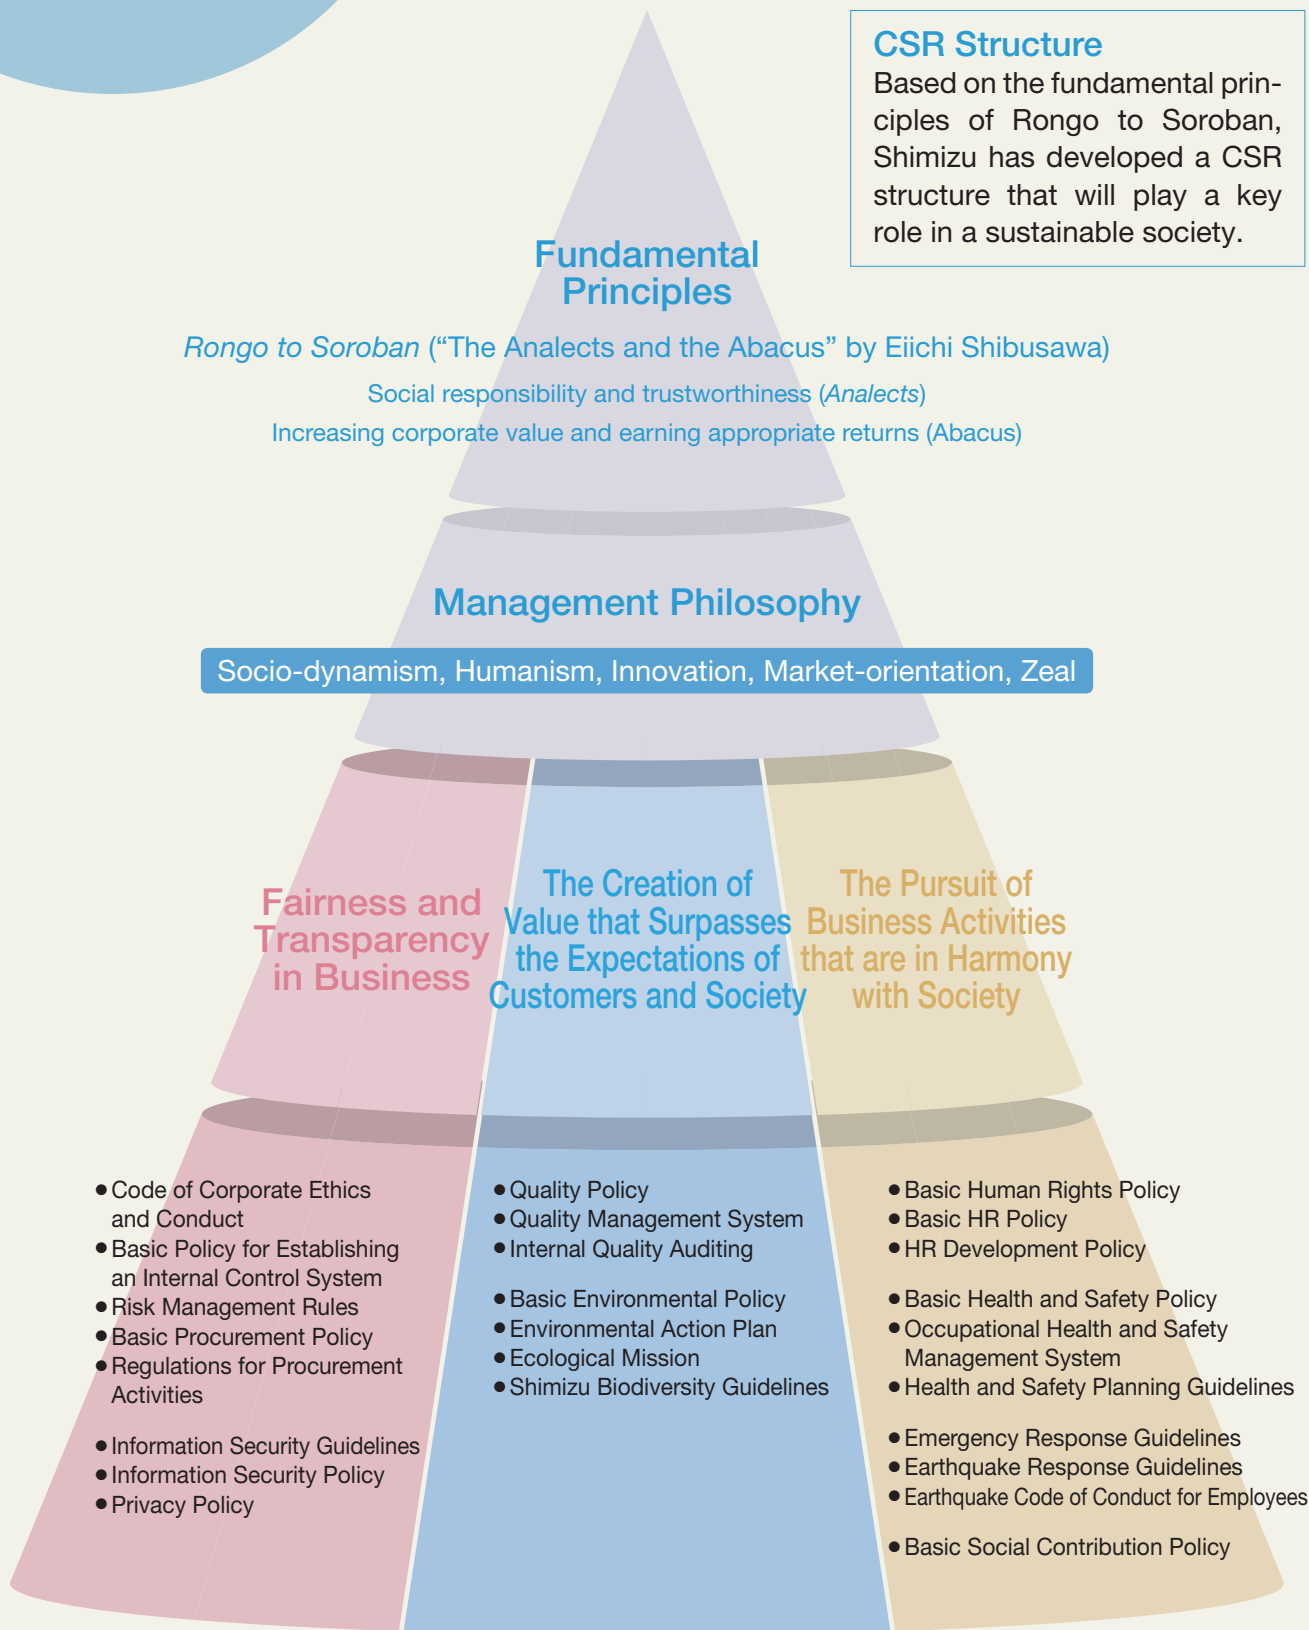 CSR Structure
Based on the fundamental prin-
ciples of Rongo to Soroban,
Shimizu has developed a CSR
structure that will play a key
role in a sustainable society.
Fundamental
Principles
Rongo to Soroban (“The Analects and the Abacus” by Eiichi Shibusawa)
Social responsibility and trustworthiness (Analects)
Increasing corporate value and earning appropriate returns (Abacus)
Management Philosophy
Socio-dynamism, Humanism, Innovation, Market-orientation, Zeal
Fairness and
Transparency
in Business
The Creation of
Value that Surpasses
the Expectations of
Customers and Society
The Pursuit of
Business Activities
that are in Harmony
with Society
● Code of Corporate Ethics
and Conduct
● Basic Policy for Establishing
an Internal Control System
● Risk Management Rules
● Basic Procurement Policy
● Regulations for Procurement
Activities
● Information Security Guidelines
● Information Security Policy
● Privacy Policy
● Quality Policy
● Quality Management System
● Internal Quality Auditing
● Basic Environmental Policy
● Environmental Action Plan
● Ecological Mission
● Shimizu Biodiversity Guidelines
● Basic Human Rights Policy
● Basic HR Policy
● HR Development Policy
● Basic Health and Safety Policy
● Occupational Health and Safety
Management System
● Health and Safety Planning Guidelines
● Emergency Response Guidelines
● Earthquake Response Guidelines
● Earthquake Code of Conduct for Employees
● Basic Social Contribution Policy